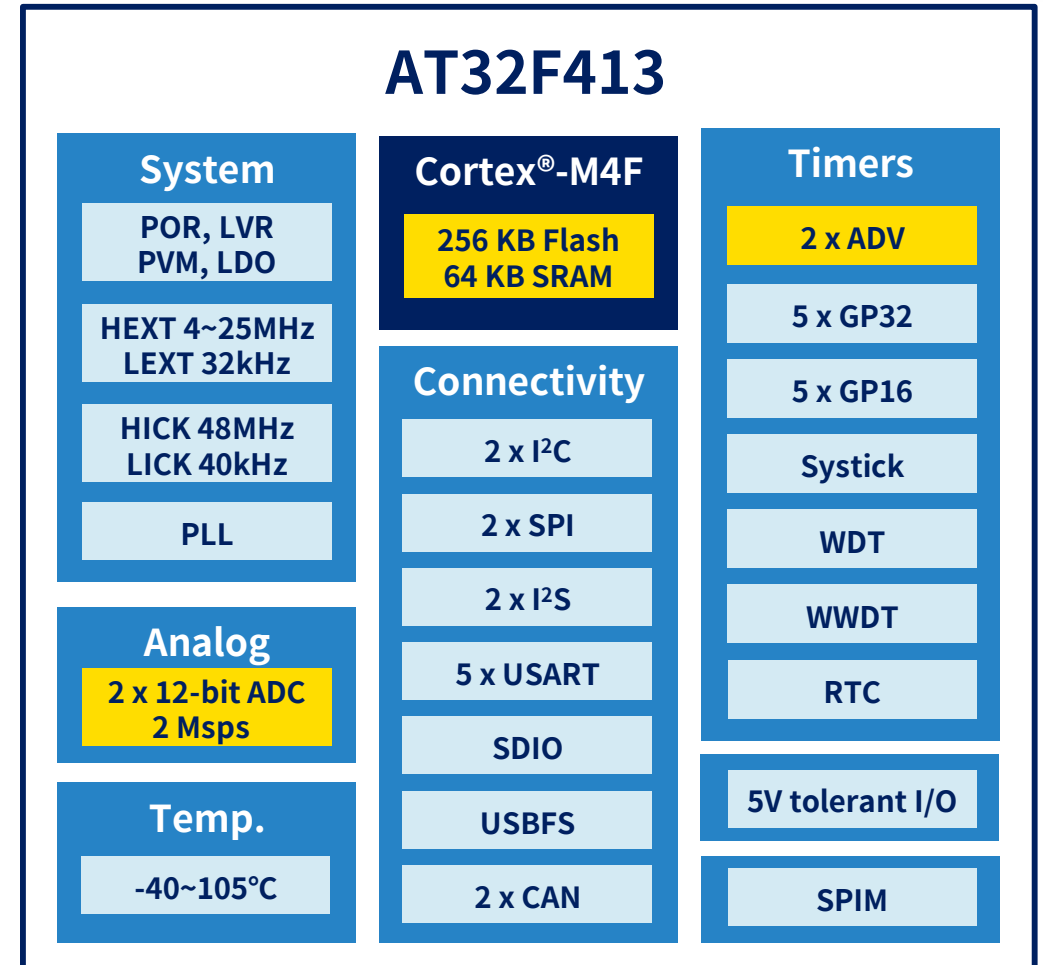 AT32F413
System
POR, LVR
PVM, LDO
HEXT 4~25MHz
LEXT 32kHz
HICK 48MHz
LICK 40kHz
PLL
Analog
2 x 12-bit ADC
2 Msps
Temp.
-40~105°C
Cortex®-M4F
256 KB Flash
64 KB SRAM
Connectivity
2 x I²C
2 x SPI
2 x I²S
5 x USART
SDIO
USBFS
2 x CAN
Timers
2 x ADV
5 x GP32
5 x GP16
Systick
WDT
WWDT
RTC
5V tolerant I/O
SPIM